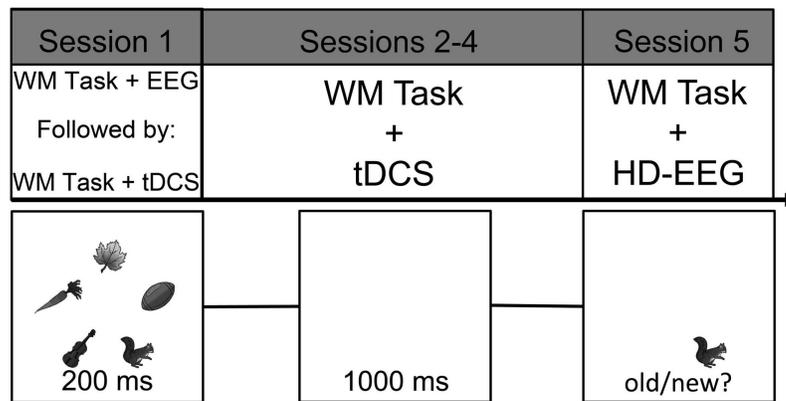 Session 1
Sessions 2-4
Session 5
WM Task + EEG
Followed by:
WM Task + tDCS
WM Task
+
tDCS
WM Task
+
HD-EEG
200 ms
1000 ms
old/new?